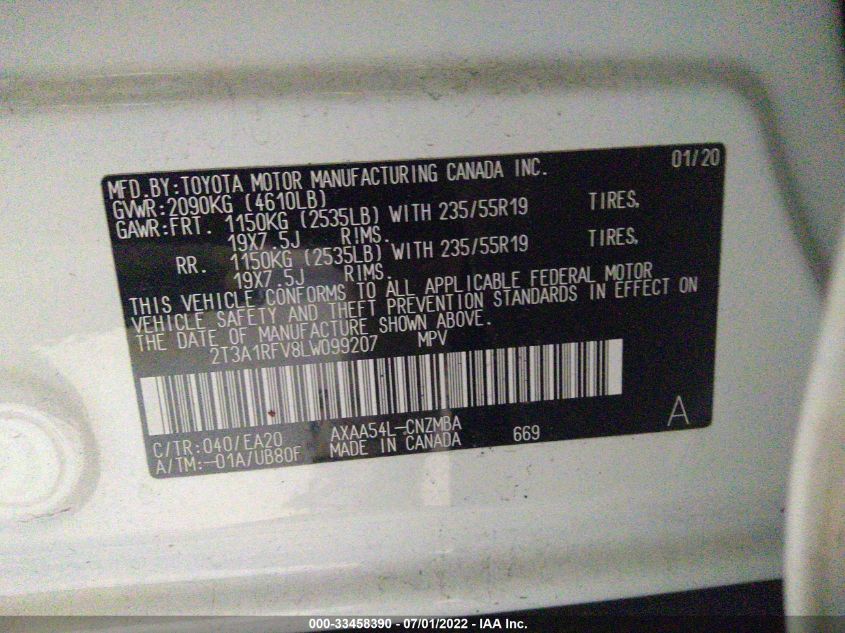 MFD.BY:TOYOTA MOTOR MANUFACTURING CANADA INC. 01/20
GVWR:2090KG (4610LB)
GAWR:FRT. 1150KG (2535LB) WITH 235/55R19 TIRES,
19X7.5J RIMS.
RR. 1150KG (2535LB) WITH 235/55R19 TIRES,
19X7.5J RIMS.
THIS VEHICLE CONFORMS TO ALL APPLICABLE FEDERAL MOTOR
VEHICLE SAFETY AND THEFT PREVENTION STANDARDS IN EFFECT ON
THE DATE OF MANUFACTURE SHOWN ABOVE.
2T3A1RFV8LW099207 MPV
C/TR:040/EA20 AXAA54L-CNZMBA
A/TM:-01A/UB80F MADE IN CANADA 669 A
000-33458390 - 07/01/2022 - IAA Inc.